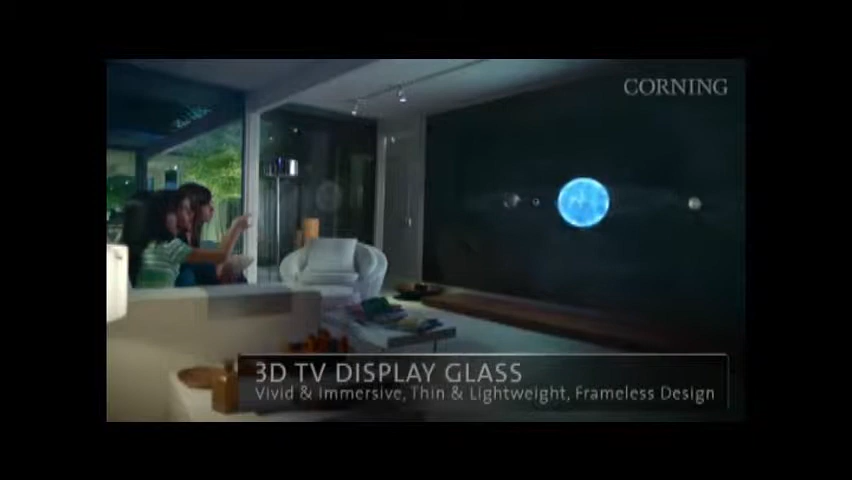 CORNING
3D TV DISPLAY GLASS
Vivid & Immersive, Thin & Lightweight, Frameless Design